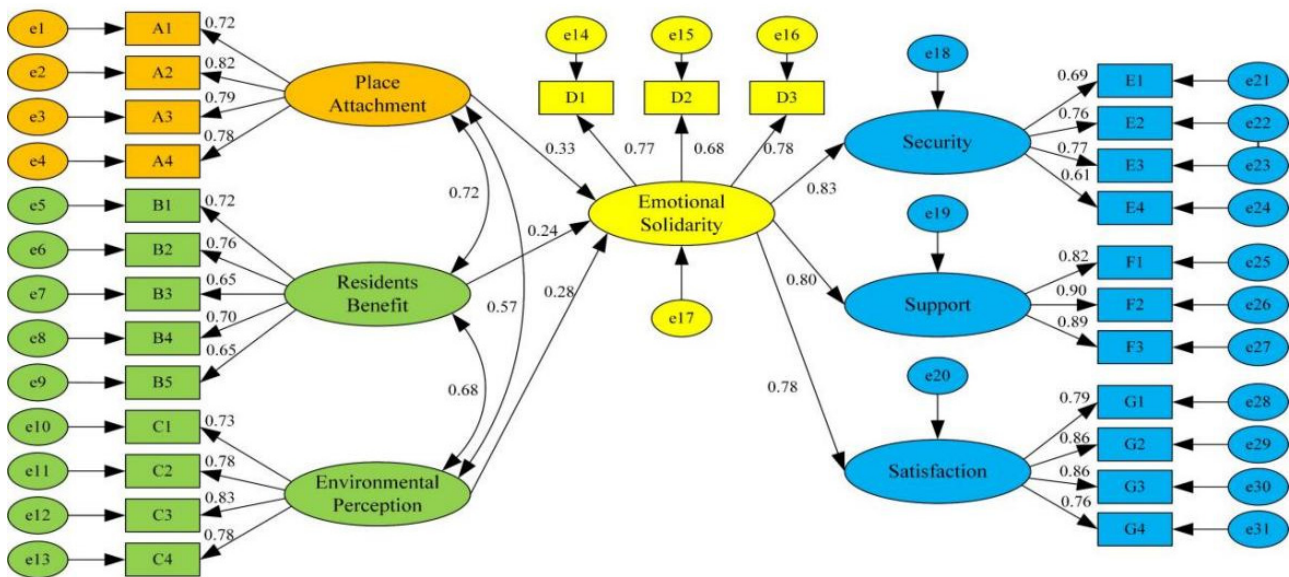 e1
A1
0.72
e2
A2
0.82
e3
A3
0.79
e4
A4
0.78
Place
Attachment
e5
B1
0.72
e6
B2
0.76
e7
B3
0.65
e8
B4
0.70
e9
B5
0.65
Residents
Benefit
e10
C1
0.73
e11
C2
0.78
e12
C3
0.83
e13
C4
0.78
Environmental
Perception
0.72
0.57
0.68
0.33
0.24
0.28
e14
e15
e16
D1
D2
D3
0.77
0.68
0.78
Emotional
Solidarity
e17
0.83
0.80
0.78
e18
Security
0.69
E1
e21
0.76
E2
e22
0.77
E3
e23
0.61
E4
e24
e19
Support
0.82
F1
e25
0.90
F2
e26
0.89
F3
e27
e20
Satisfaction
0.79
G1
e28
0.86
G2
e29
0.86
G3
e30
0.76
G4
e31